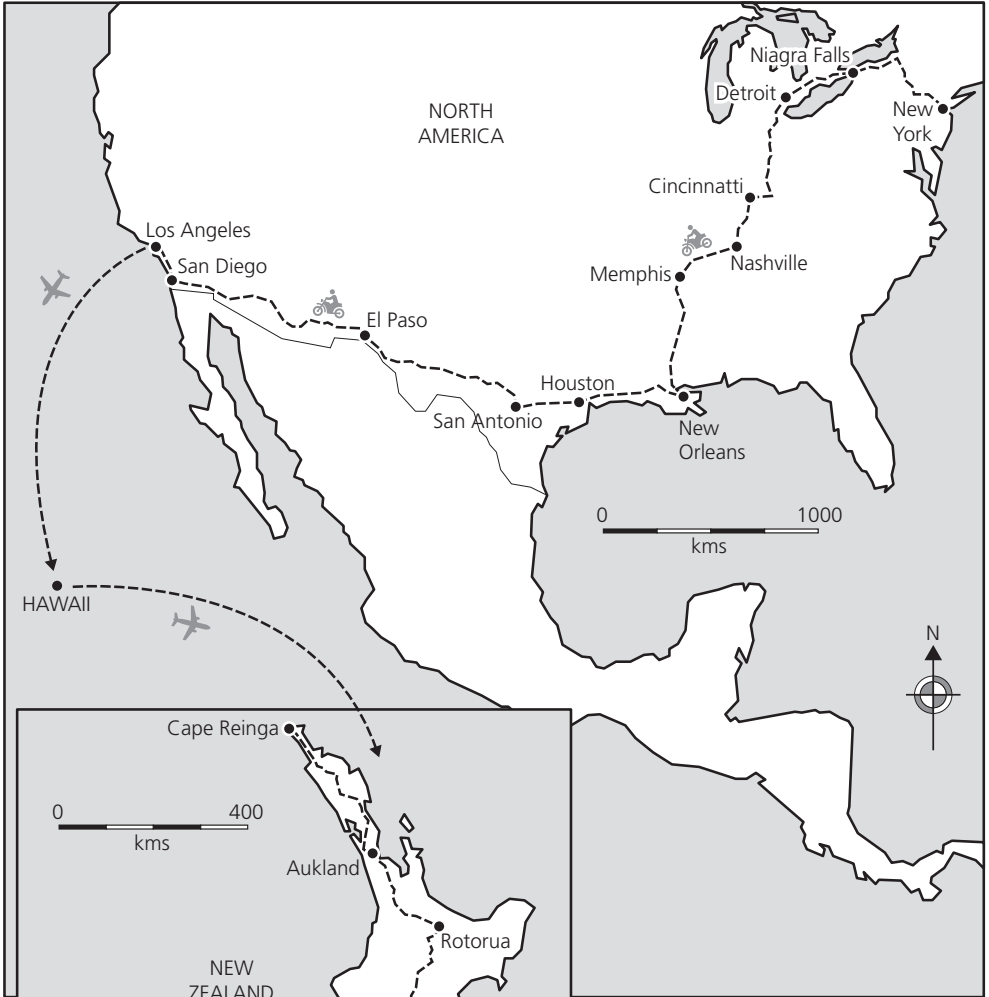 Niagra Falls
Detroit
NORTH
AMERICA
New
York
Cincinnatti
Los Angeles
San Diego
Nashville
Memphis
El Paso
Houston
San Antonio
New
Orleans
0 1000
kms
HAWAII
N
Cape Reinga
0 400
kms
Aukland
Rotorua
NEW
ZEALAND